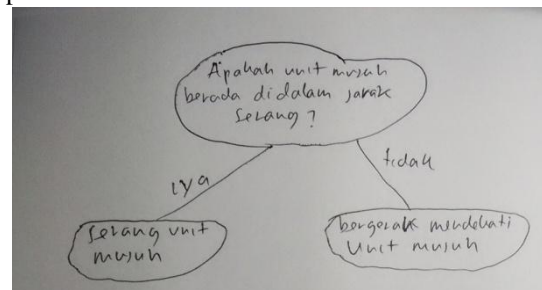 Apakah unit musuh
berada didalam jarak
serang?
iya
tidak
serang unit
musuh
bergerak mendekati
Unit musuh